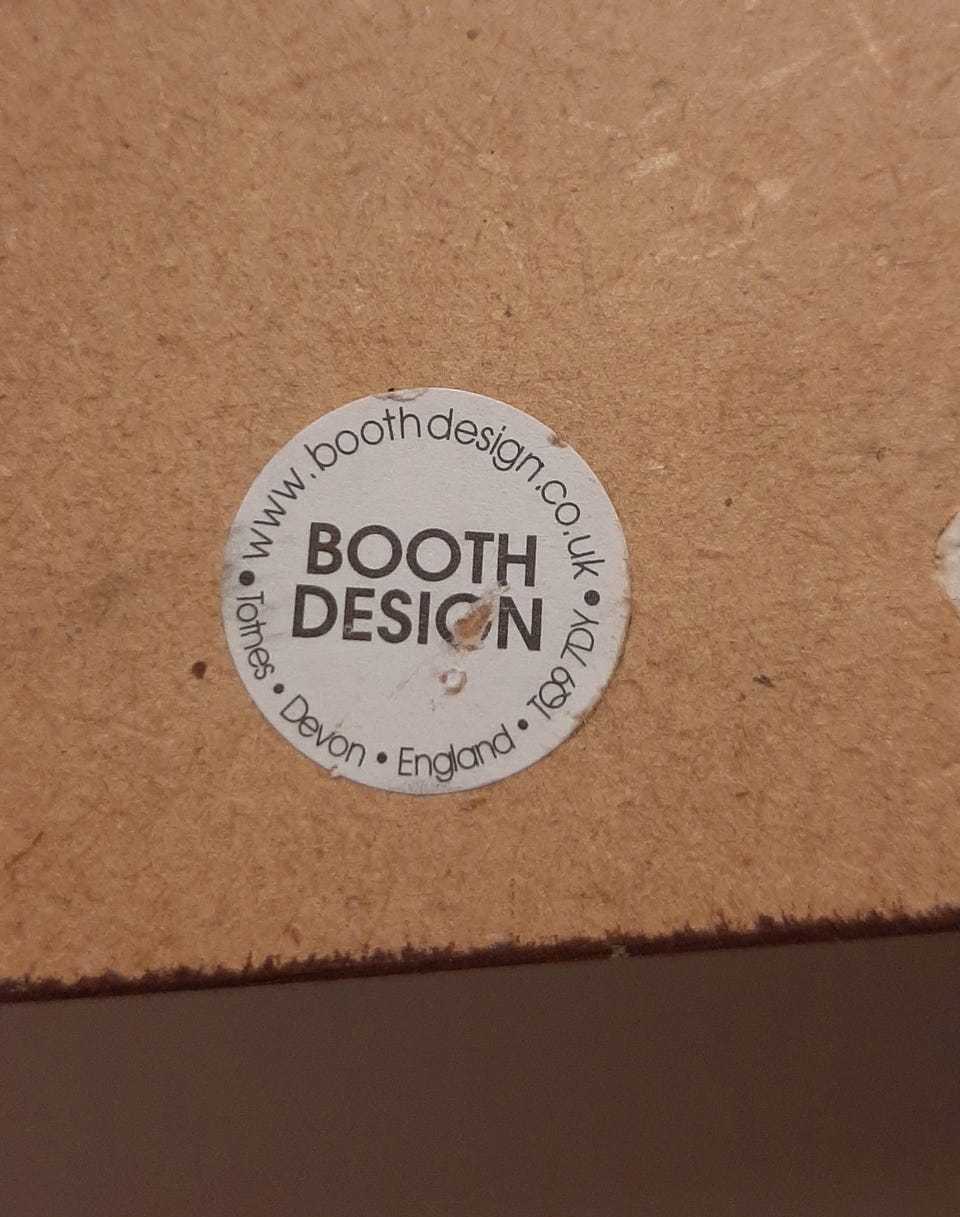 www.boothdesign.co.uk
BOOTH
DESIGN
• Totnes • Devon • England • TQ9 7DY •